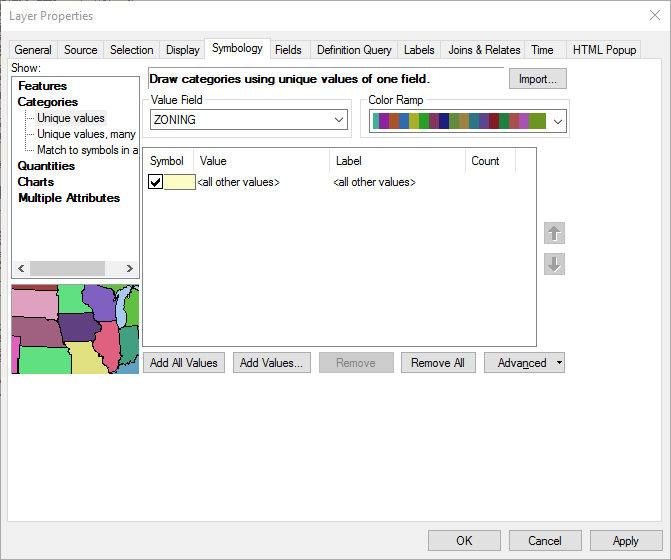 Layer Properties
General Source Selection Display Symbology Fields Definition Query Labels Joins & Relates Time HTML Popup
Show:
Features
Categories
Unique values
Unique values, many
Match to symbols in a
Quantities
Charts
Multiple Attributes
Draw categories using unique values of one field.
Import...
Value Field
ZONING
Color Ramp
Symbol Value Label Count
<all other values> <all other values>
Add All Values Add Values... Remove Remove All Advanced
OK Cancel Apply